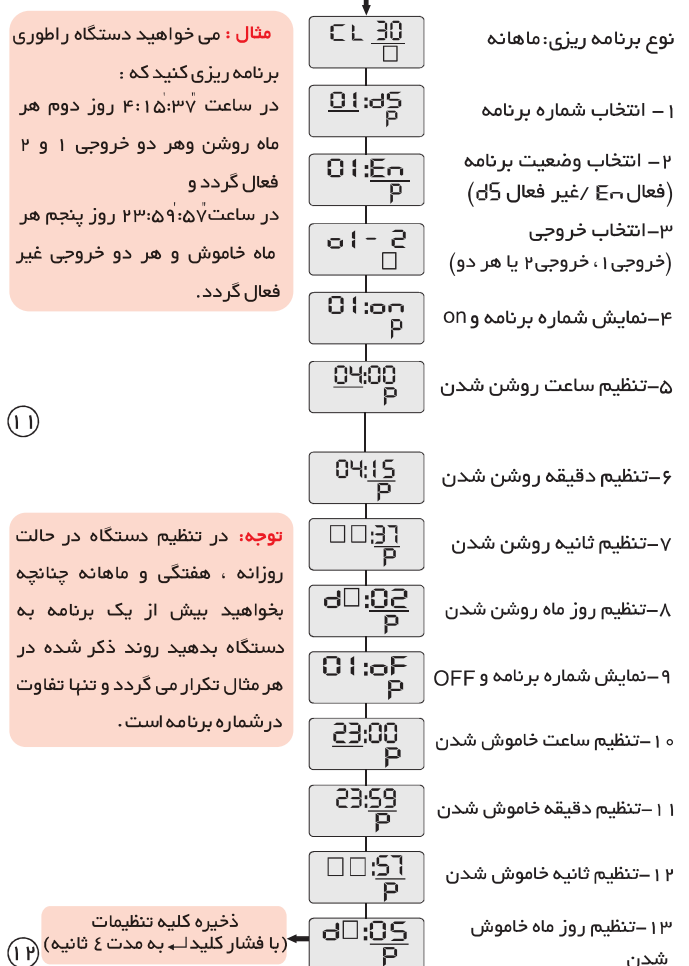 نوع برنامه ریزی: ماهانه
CL 30
مثال : می خواهید دستگاه راطوری
برنامه ریزی کنید که :
در ساعت ۴:۱۵:۳۷ روز دوم هر
ماه روشن وهر دو خروجی ۱ و ۲
فعال گردد و
در ساعت ۲۳:۵۹:۵۷ روز پنجم هر
ماه خاموش و هر دو خروجی غیر
فعال گردد.
۱- انتخاب شماره برنامه
01:dS
P
۲- انتخاب وضعیت برنامه
(فعال En /غیر فعال dS)
01:En
P
۳-انتخاب خروجی
(خروجی۱، خروجی۲ یا هر دو)
o1-2
۴-نمایش شماره برنامه و on
01:on
P
۵-تنظیم ساعت روشن شدن
04:00
P
۱۱
۶-تنظیم دقیقه روشن شدن
04:15
P
۷-تنظیم ثانیه روشن شدن
□□:37
P
۸-تنظیم روز ماه روشن شدن
d□:02
P
۹-نمایش شماره برنامه و OFF
01:oF
P
توجه: در تنظیم دستگاه در حالت
روزانه ، هفتگی و ماهانه چنانچه
بخواهید بیش از یک برنامه به
دستگاه بدهید روند ذکر شده در
هر مثال تکرار می گردد و تنها تفاوت
درشماره برنامه است.
۱۰-تنظیم ساعت خاموش شدن
23:00
P
۱۱-تنظیم دقیقه خاموش شدن
23:59
P
۱۲-تنظیم ثانیه خاموش شدن
□□:57
P
۱۳-تنظیم روز ماه خاموش
شدن
d□:05
P
ذخیره کلیه تنظیمات
(با فشار کلید ↵ به مدت ٤ ثانیه)
۱۲